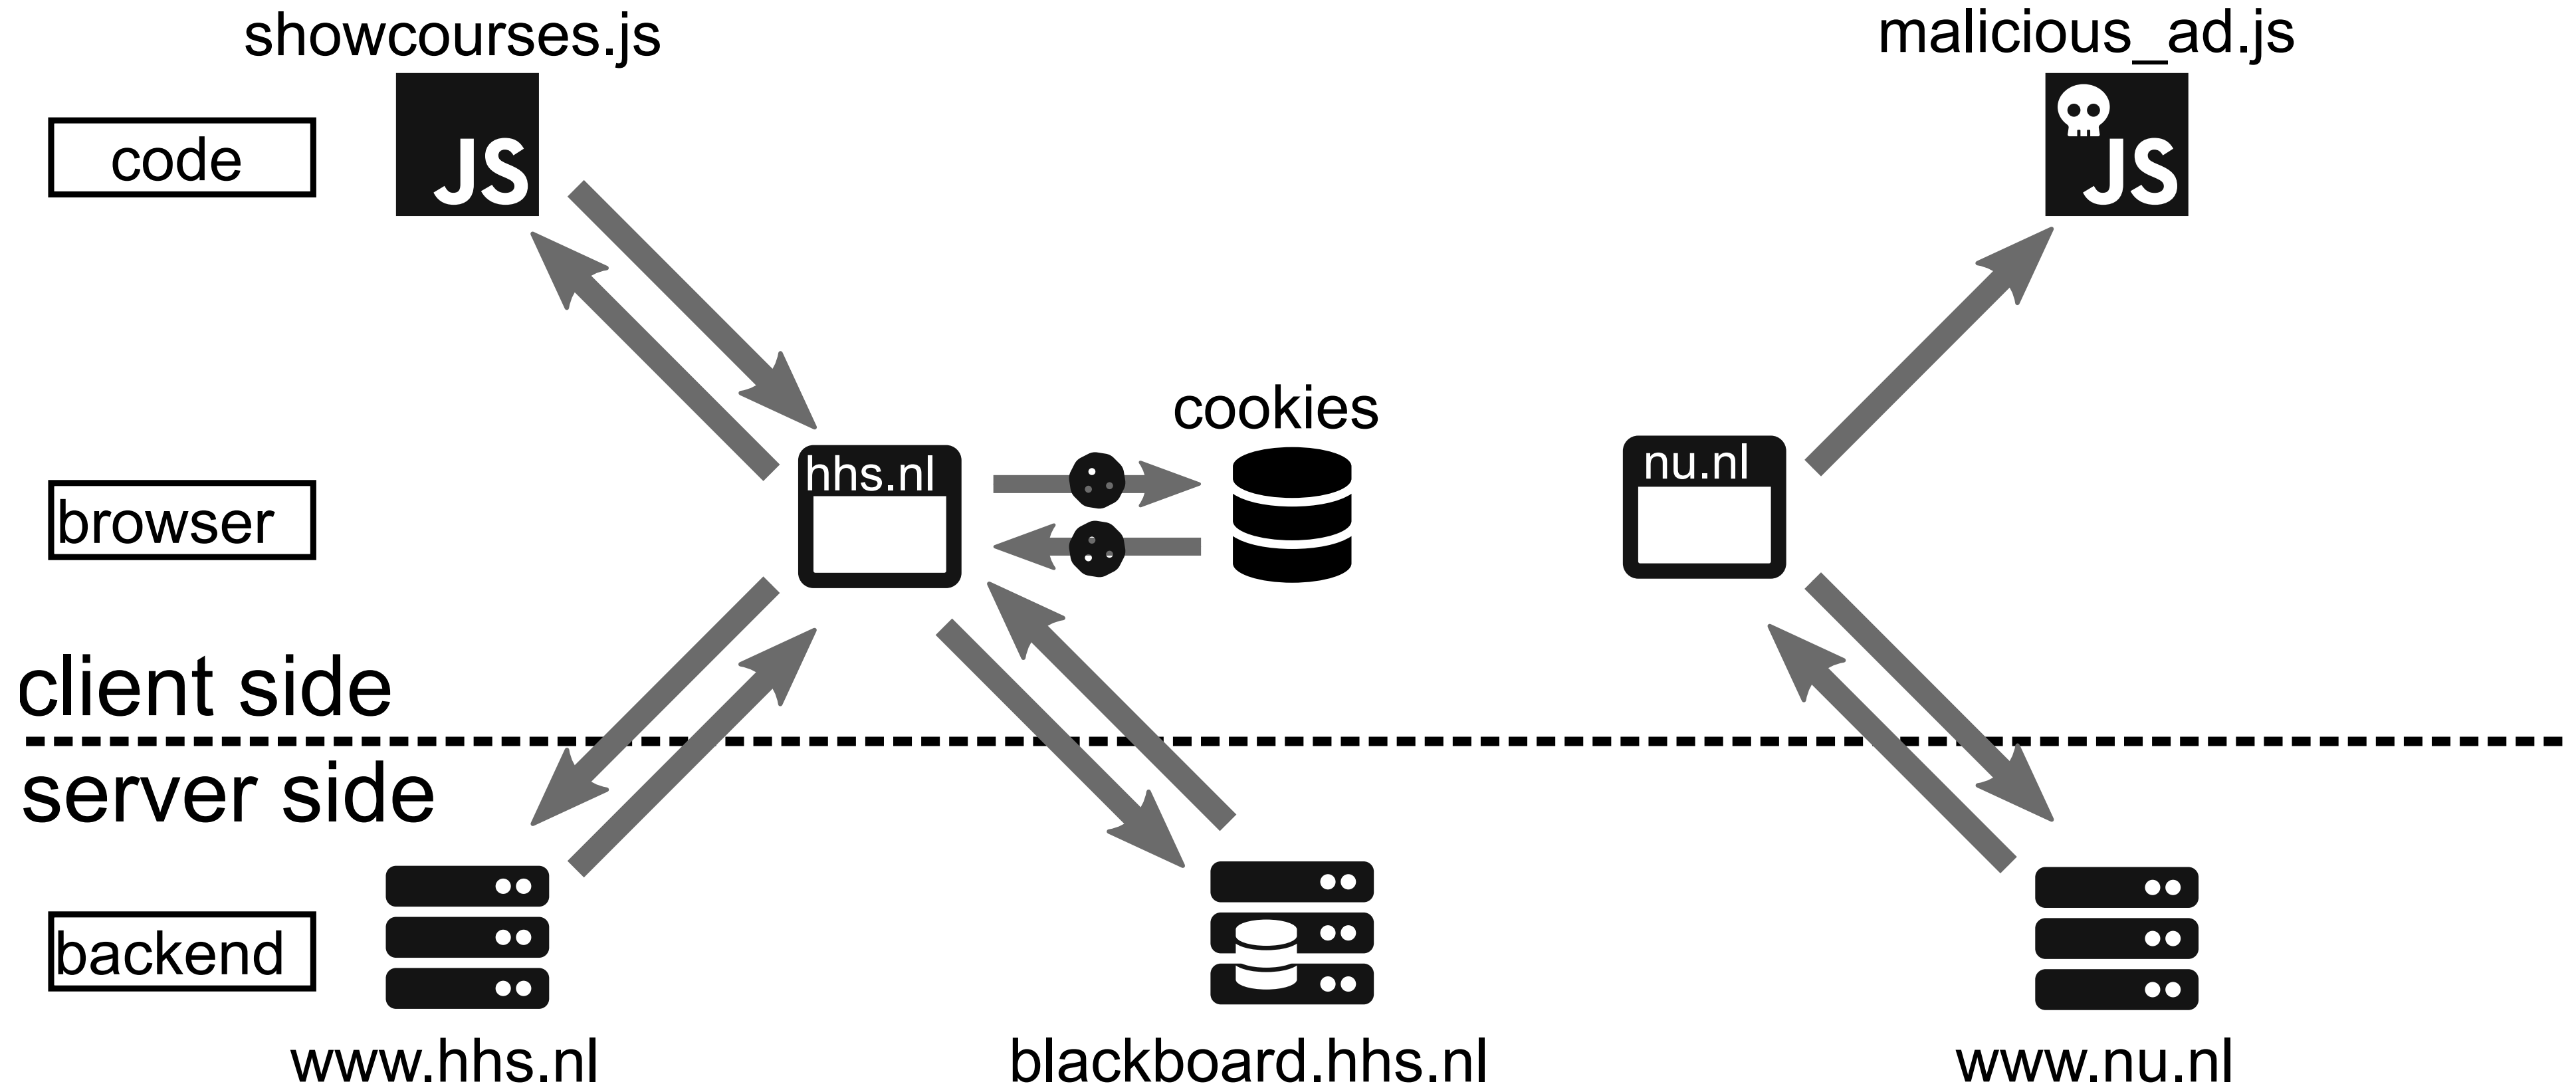 showcourses.js
malicious_ad.js
code
JS
JS
cookies
hhs.nl
nu.nl
browser
client side
server side
backend
www.hhs.nl
blackboard.hhs.nl
www.nu.nl